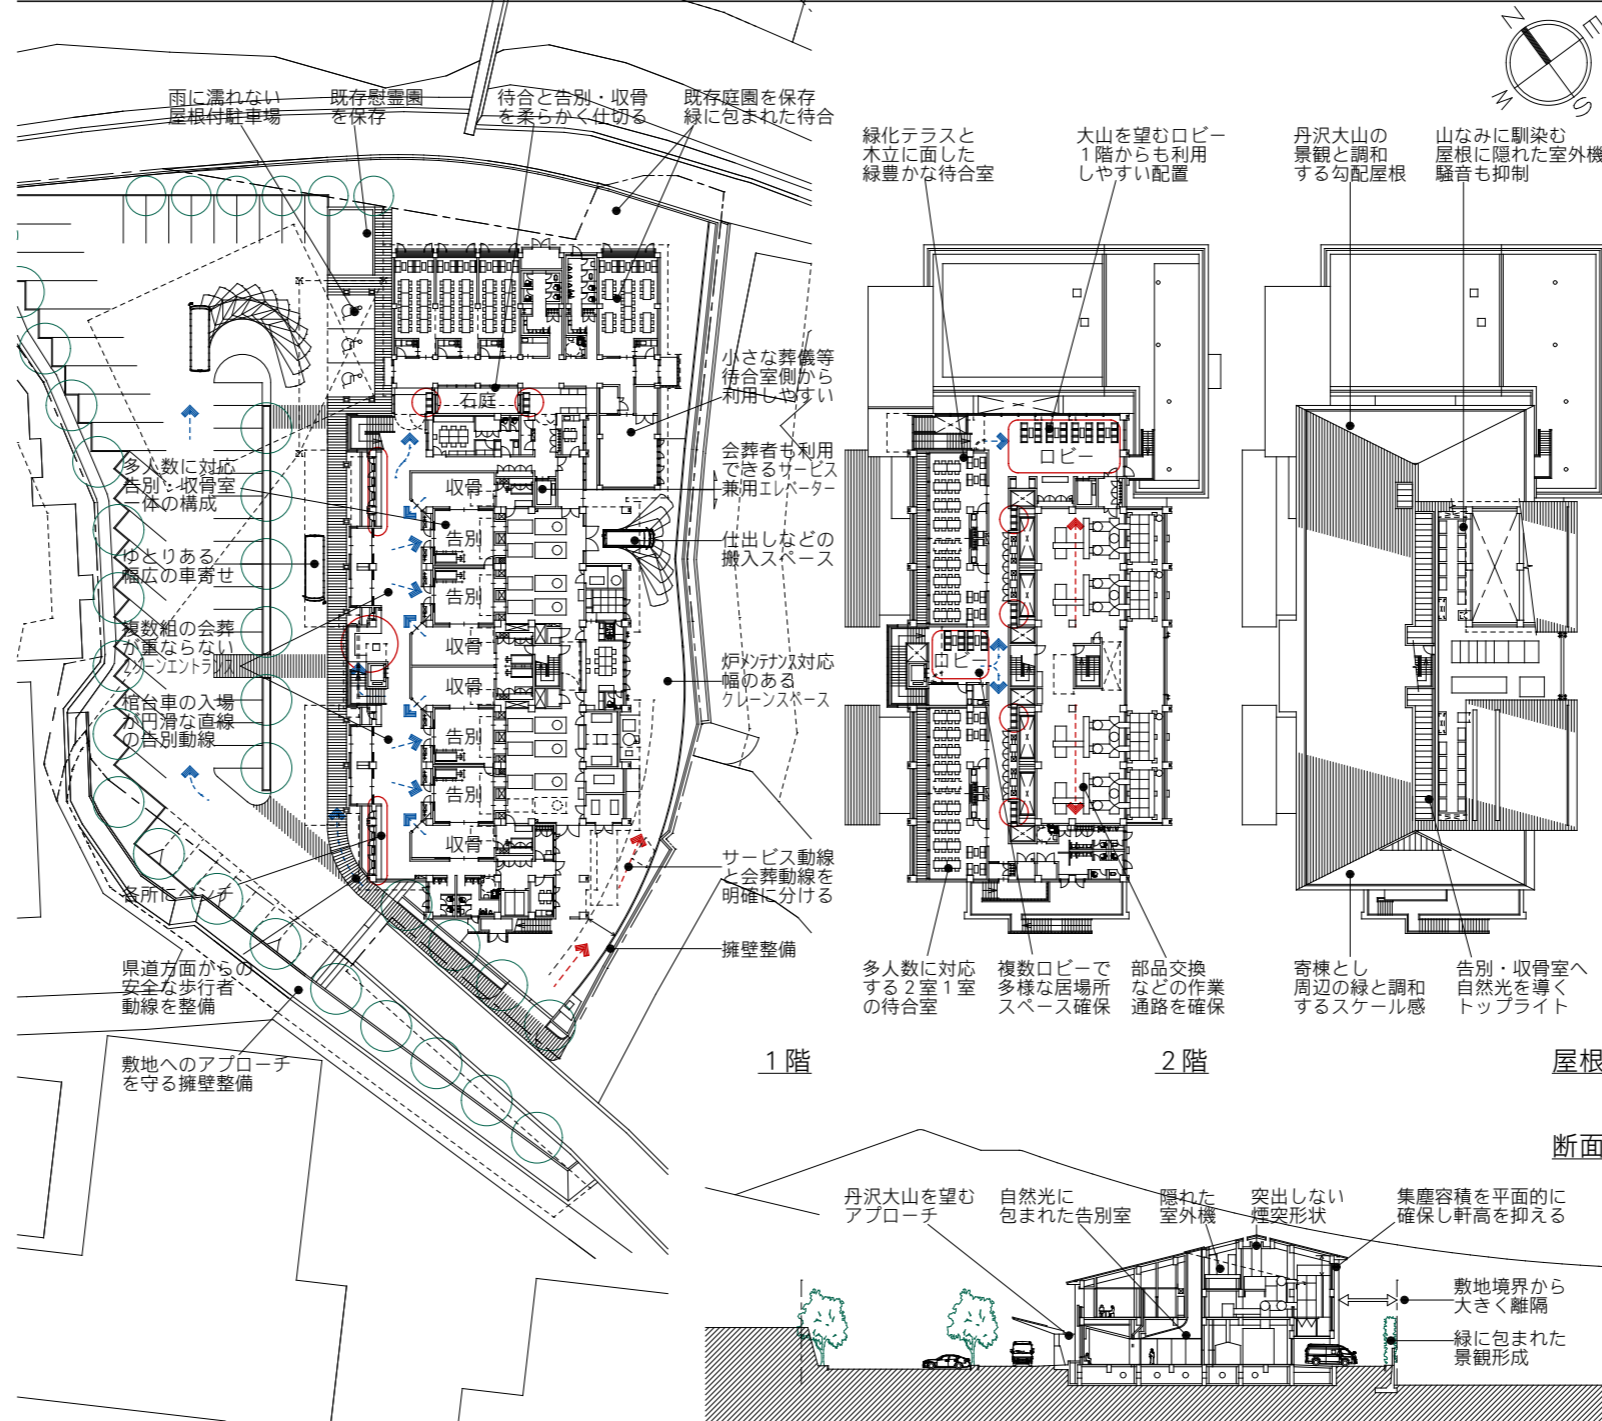 雨に濡れない
屋根付駐車場
既存慰霊園
を保存
待合と告別・収骨
を柔らかく仕切る
既存庭園を保存
緑に包まれた待合
小さな葬儀等
待合室側から
利用しやすい
石庭
会葬者も利用
できるサービス
兼用エレベーター
多人数に対応
告別・収骨室
一体の構成
収骨
告別
仕出しなどの
搬入スペース
ゆとりある
幅広の車寄せ
告別
複数組の会葬
が重ならない
ツインエントランス
収骨
収骨
炉メンテナンス対応
幅のある
クレーンスペース
棺台車の入場
が円滑な直線
の告別動線
告別
告別
収骨
サービス動線
と会葬動線を
明確に分ける
各所にベンチ
擁壁整備
県道方面からの
安全な歩行者
動線を整備
敷地へのアプローチ
を守る擁壁整備
1階
N
E
S
W
緑化テラスと
木立に面した
緑豊かな待合室
大山を望むロビー
1階からも利用
しやすい配置
ロビー
ロビー
多人数に対応
する2室1室
の待合室
複数ロビーで
多様な居場所
スペース確保
部品交換
などの作業
通路を確保
2階
丹沢大山の
景観と調和
する勾配屋根
山なみに馴染む
屋根に隠れた室外機
騒音も抑制
寄棟とし
周辺の緑と調和
するスケール感
告別・収骨室へ
自然光を導く
トップライト
屋根
断面
丹沢大山を望む
アプローチ
自然光に
包まれた告別室
隠れた
室外機
突出しない
煙突形状
集塵容積を平面的に
確保し軒高を抑える
敷地境界から
大きく離隔
緑に包まれた
景観形成